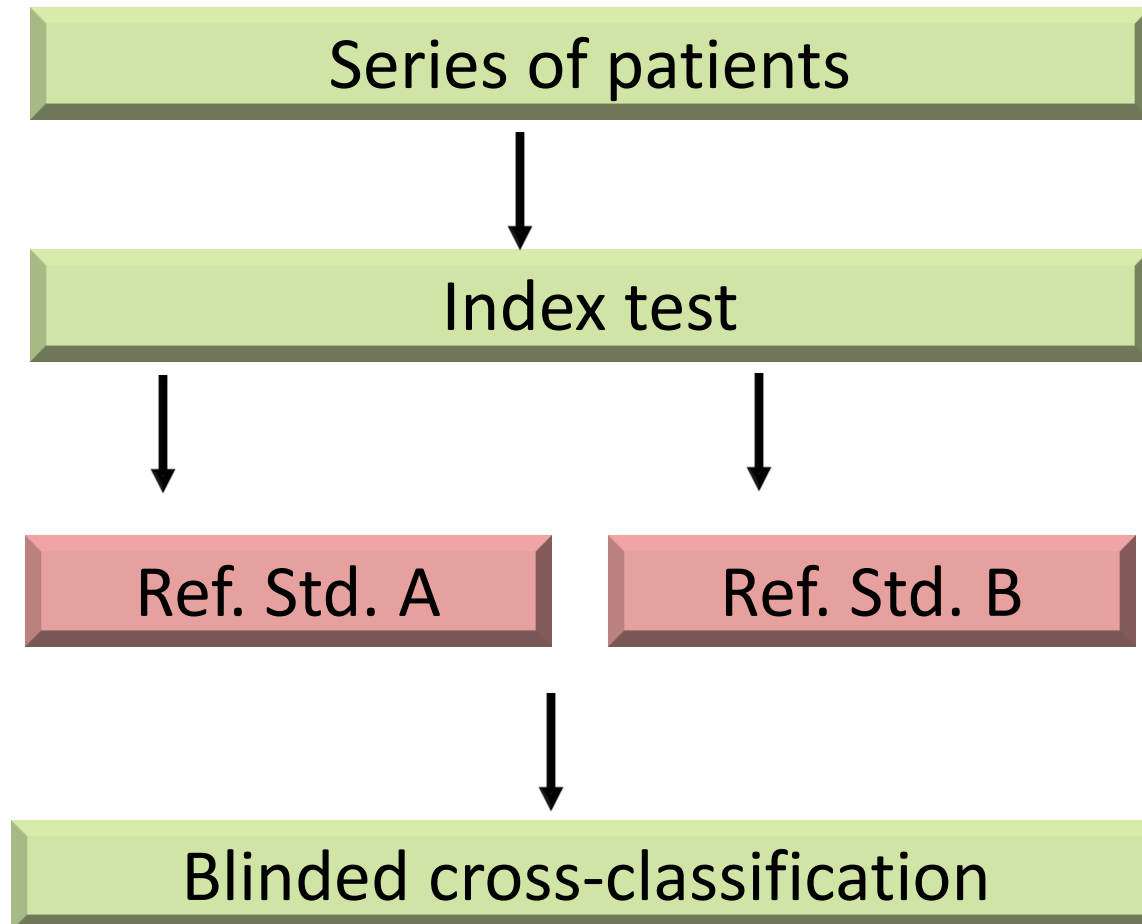 Series of patients
Index test
Ref. Std. A
Ref. Std. B
Blinded cross-classification